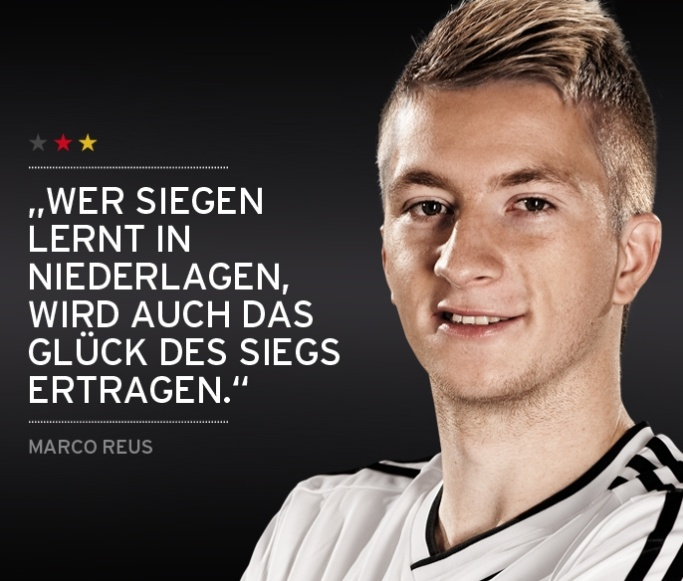 „WER SIEGEN
LERNT IN
NIEDERLAGEN,
WIRD AUCH DAS
GLÜCK DES SIEGS
ERTRAGEN.“
MARCO REUS